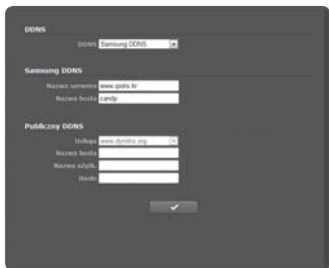 DDNS
DDNS Samsung DDNS
Samsung DDNS
Nazwa serwera www.ipolis.kr
Nazwa hosta candp
Publiczny DDNS
Usługa www.dyndns.org
Nazwa hosta
Nazwa użytk.
Hasło